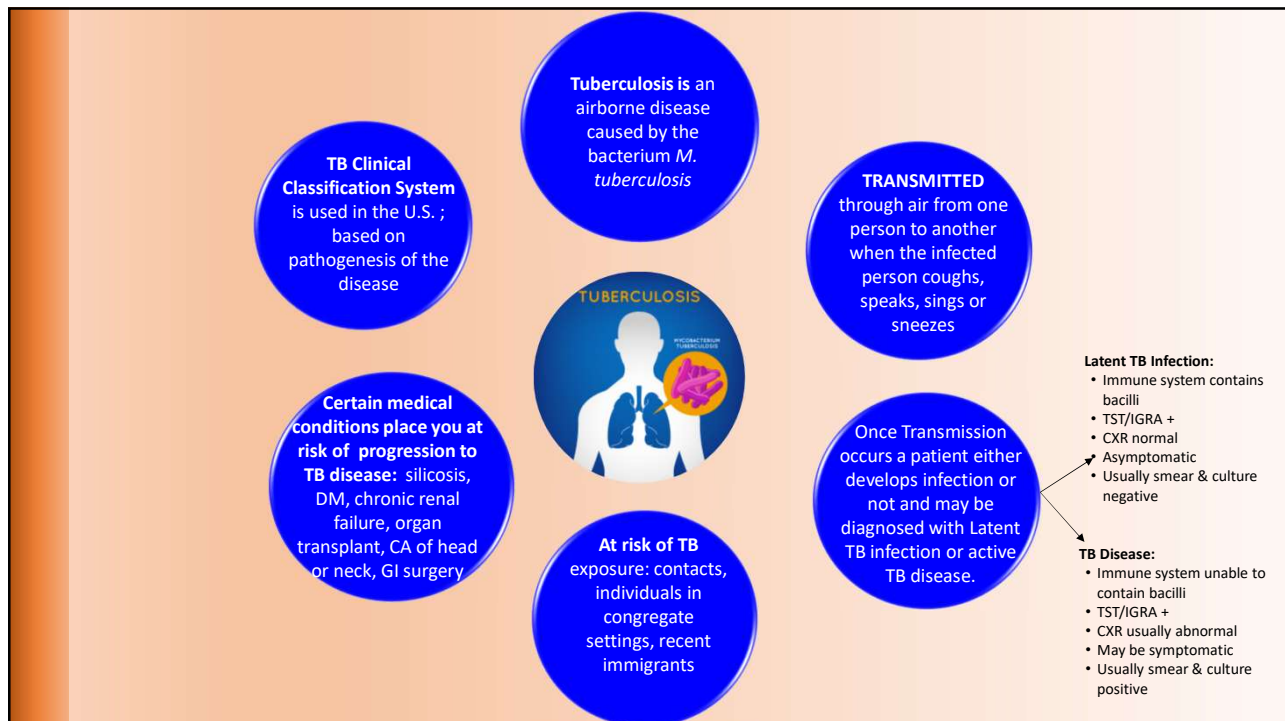 Tuberculosis is an
airborne disease
caused by the
bacterium M.
tuberculosis
TRANSMITTED
through air from one
person to another
when the infected
person coughs,
speaks, sings or
sneezes
Once Transmission
occurs a patient either
develops infection or
not and may be
diagnosed with Latent
TB infection or active
TB disease.
Latent TB Infection:
• Immune system contains
bacilli
• TST/IGRA +
• CXR normal
• Asymptomatic
• Usually smear & culture
negative
TB Disease:
• Immune system unable to
contain bacilli
• TST/IGRA +
• CXR usually abnormal
• May be symptomatic
• Usually smear & culture
positive
At risk of TB
exposure: contacts,
individuals in
congregate
settings, recent
immigrants
Certain medical
conditions place you at
risk of progression to
TB disease: silicosis,
DM, chronic renal
failure, organ
transplant, CA of head
or neck, GI surgery
TB Clinical
Classification System
is used in the U.S. ;
based on
pathogenesis of the
disease
TUBERCULOSIS
MYCOBACTERIUM
TUBERCULOSIS